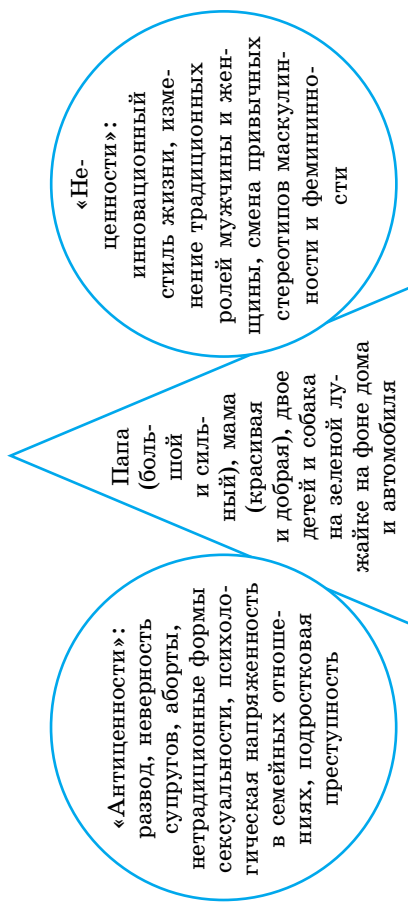 «Антиценности»:
развод, неверность
супругов, аборты,
нетрадиционные формы
сексуальности, психоло-
гическая напряженность
в семейных отноше-
ниях, подростковая
преступность
Папа
(боль-
шой
и силь-
ный), мама
(красивая
и добрая), двое
детей и собака
на зеленой лу-
жайке на фоне дома
и автомобиля
«Не-
ценности»:
инновационный
стиль жизни, изме-
нение традиционных
ролей мужчины и жен-
щины, смена привычных
стереотипов маскулин-
ности и фемининно-
сти